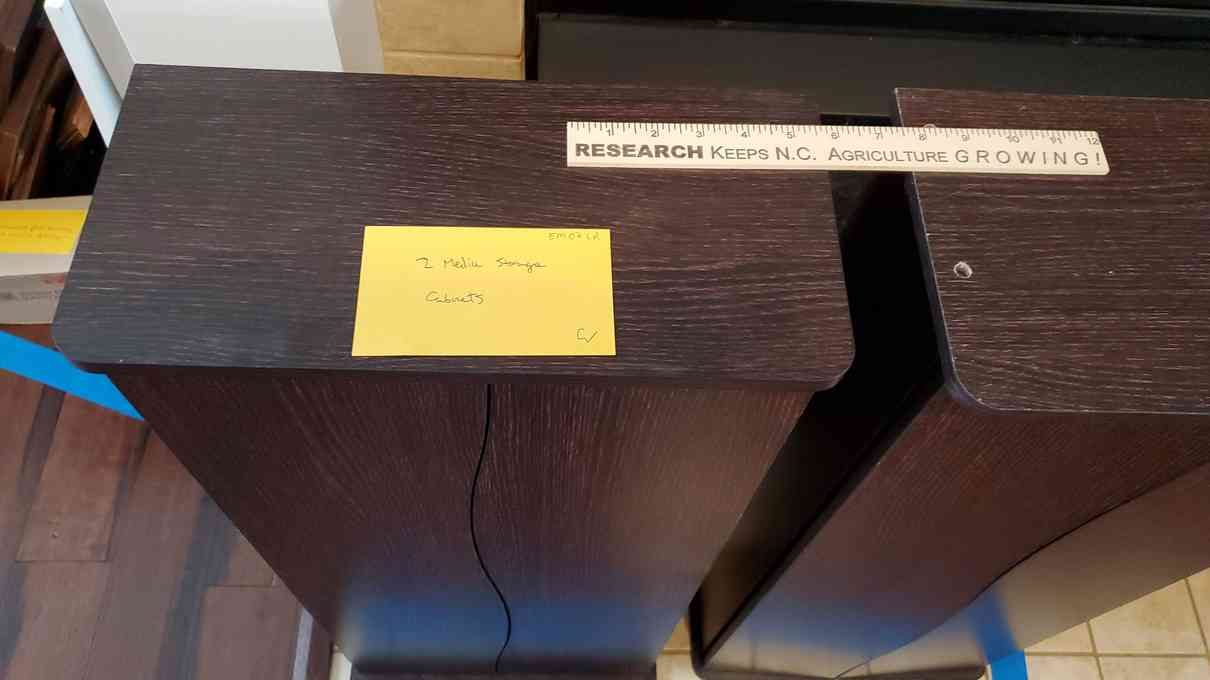 1 2 3 4 5 6 7 8 9 10 11 12
RESEARCH KEEPS N.C. AGRICULTURE GROWING!
EMOTLR
2 Media Storage
Cabinets